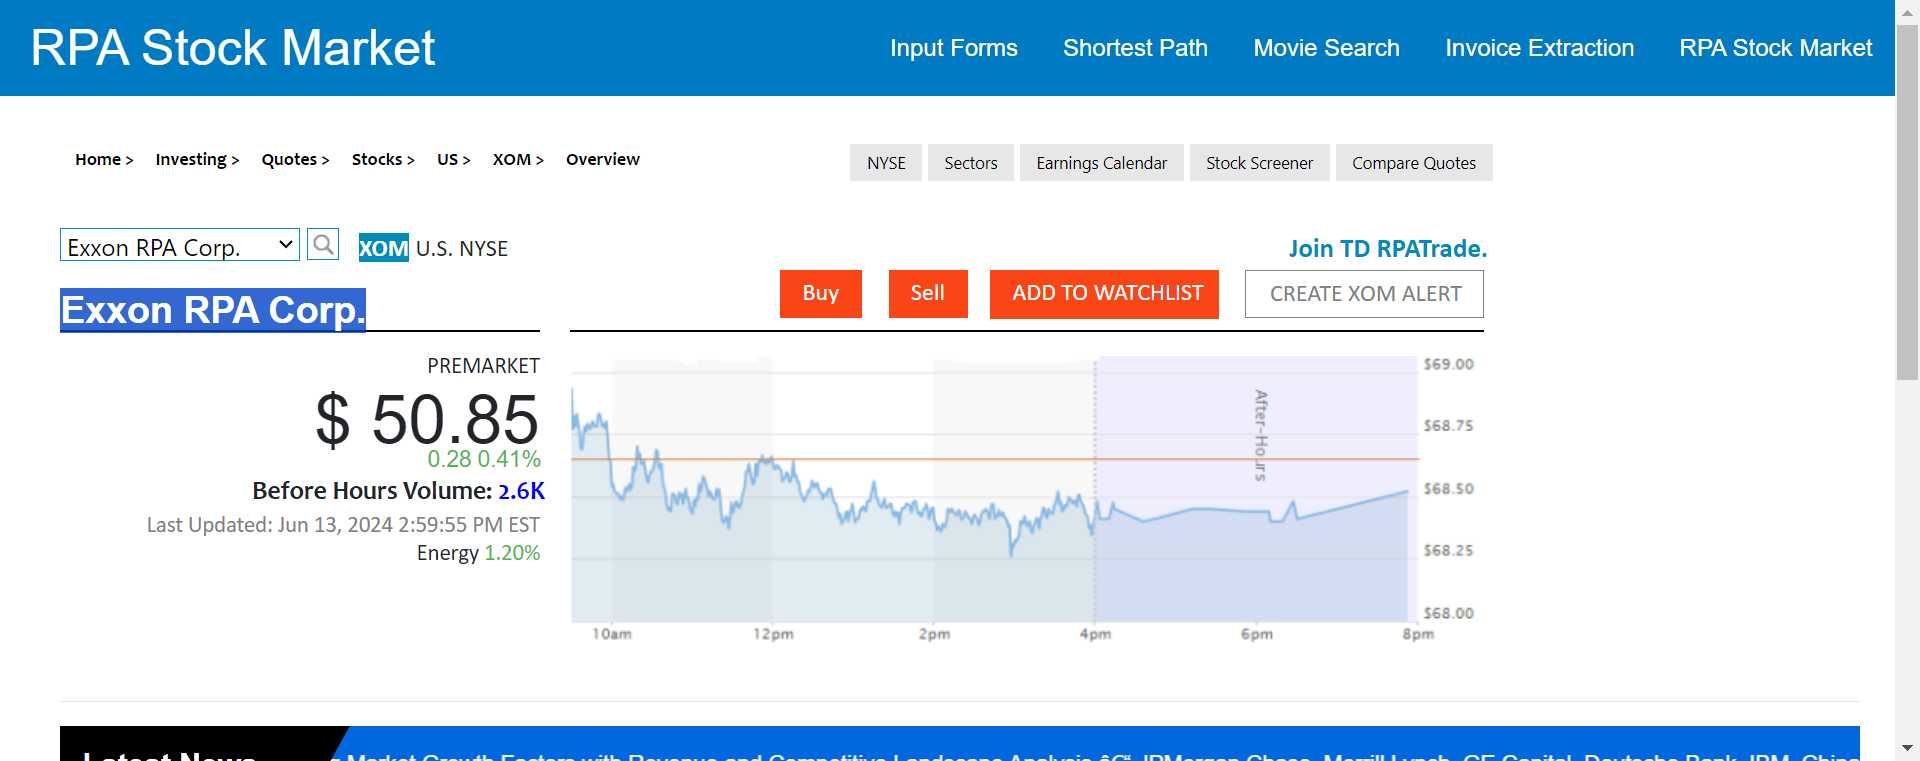 RPA Stock Market
Input Forms Shortest Path Movie Search Invoice Extraction RPA Stock Market
Home > Investing > Quotes > Stocks > US > XOM > Overview
NYSE Sectors Earnings Calendar Stock Screener Compare Quotes
Exxon RPA Corp.
XOM U.S. NYSE
Join TD RPATrade.
Exxon RPA Corp.
Buy Sell ADD TO WATCHLIST CREATE XOM ALERT
PREMARKET
$ 50.85
0.28 0.41%
Before Hours Volume: 2.6K
Last Updated: Jun 13, 2024 2:59:55 PM EST
Energy 1.20%
After-Hours
$69.00
$68.75
$68.50
$68.25
$68.00
10am 12pm 2pm 4pm 6pm 8pm
Latest News
Market Growth Factors with Revenue and Competitive Landscape Analysis â€“ JPMorgan Chase, Merrill Lynch, GE Capital, Deutsche Bank, IBM, China